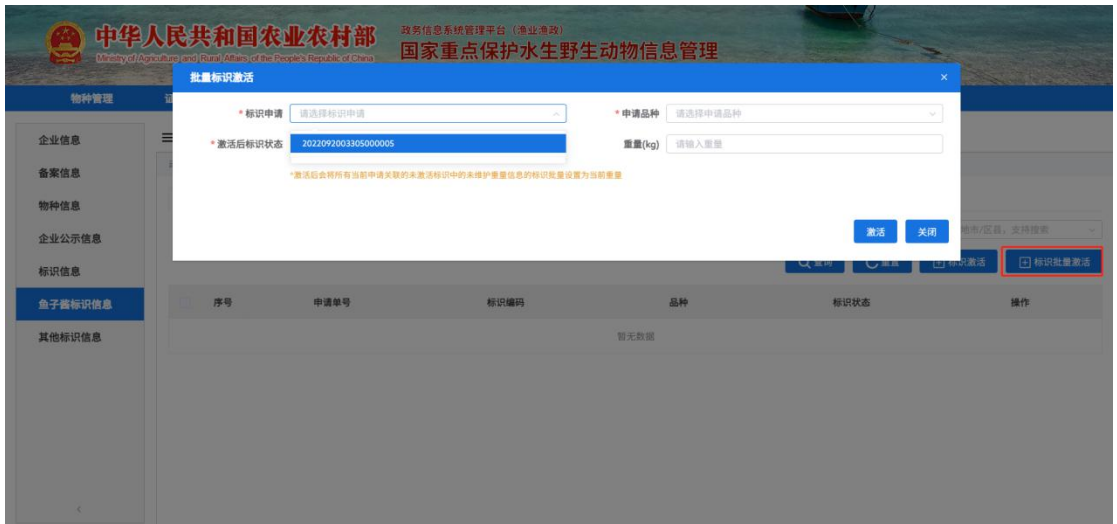 中华人民共和国农业农村部
Ministry of Agriculture and Rural Affairs of the People's Republic of China
政务信息系统管理平台（渔业渔政）
国家重点保护水生野生动物信息管理
物种管理
批量标识激活
×
* 标识申请 请选择标识申请
* 申请品种 请选择申请品种
* 激活后标识状态
2022092003305000005
重量(kg) 请输入重量
*激活后会将所有当前申请关联的未激活标识中的未维护重量信息的标识批量设置为当前重量
激活 关闭
企业信息
备案信息
物种信息
企业公示信息
标识信息
鱼子酱标识信息
其他标识信息
地市/区县，支持搜索
查询 重置 标识激活 标识批量激活
序号 申请单号 标识编码 品种 标识状态 操作
暂无数据